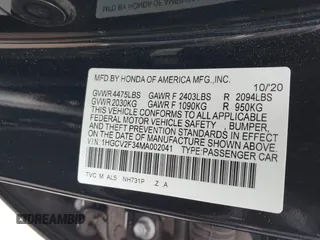 MFD BY HONDA OF AMERICA MFG.,INC. 10/20
GVWR 4475LBS GAWR F 2403LBS R 2094LBS
GVWR 2030KG GAWR F 1090KG R 950KG
THIS VEHICLE CONFORMS TO ALL APPLICABLE
FEDERAL MOTOR VEHICLE SAFETY, BUMPER,
AND THEFT PREVENTION STANDARDS IN EFFECT
ON THE DATE OF MANUFACTURE SHOWN ABOVE.
V.I.N:1HGCV2F34MA002041 TYPE:PASSENGER CAR
TVC M AL5 NH731P Z .A
DREAMBID